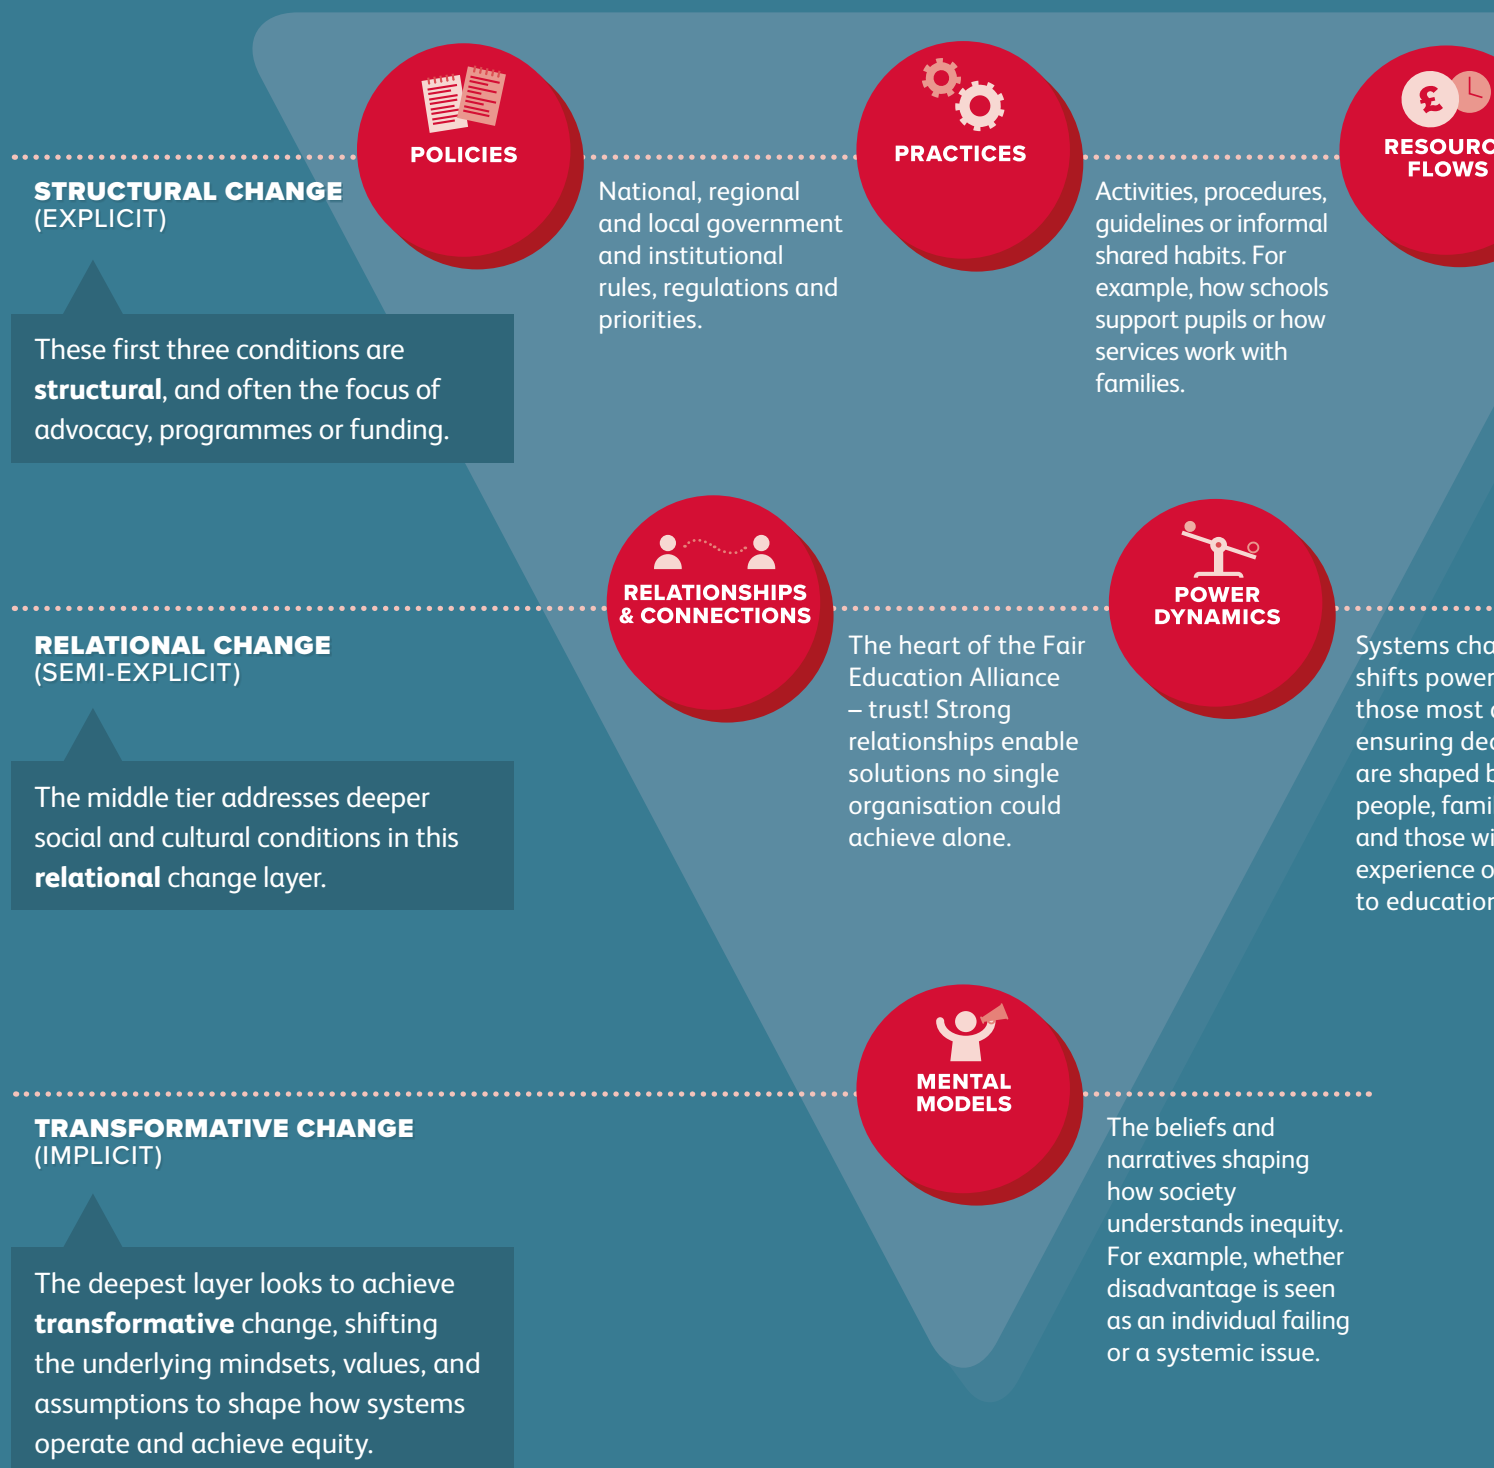 POLICIES
PRACTICES
FLOWS
STRUCTURAL CHANGE
(EXPLICIT)
National, regional
and local government
and institutional
rules, regulations and
priorities.
Activities, procedures,
guidelines or informal
shared habits. For
example, how schools
support pupils or how
services work with
families.
These first three conditions are
structural, and often the focus of
advocacy, programmes or funding.
RELATIONSHIPS
& CONNECTIONS
POWER
DYNAMICS
RELATIONAL CHANGE
(SEMI-EXPLICIT)
The heart of the Fair
Education Alliance
– trust! Strong
relationships enable
solutions no single
organisation could
achieve alone.
Systems
shifts power
those most
ensuring
are shaped
people,
and those
experience
to
The middle tier addresses deeper
social and cultural conditions in this
relational change layer.
MENTAL
MODELS
TRANSFORMATIVE CHANGE
(IMPLICIT)
The beliefs and
narratives shaping
how society
understands inequity.
For example, whether
disadvantage is seen
as an individual failing
or a systemic issue.
The deepest layer looks to achieve
transformative change, shifting
the underlying mindsets, values, and
assumptions to shape how systems
operate and achieve equity.